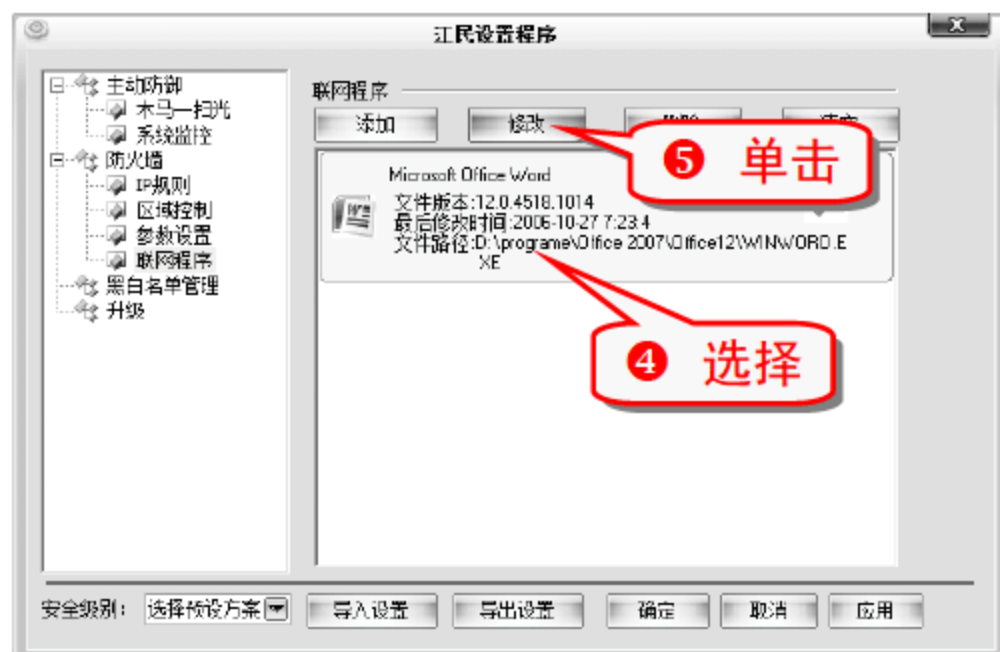 江民设置程序
主动防御
木马一扫光
系统监控
防火墙
IP规则
区域控制
参数设置
联网程序
黑白名单管理
升级
联网程序
添加
修改
❺ 单击
Microsoft Office Word
文件版本:12.0.4518.1014
最后修改时间:2006-10-27 7:23:4
文件路径:D:\programe\Office 2007\Office12\WINWORD.E
XE
❹ 选择
安全级别:
选择预设方案
导入设置
导出设置
确定
取消
应用